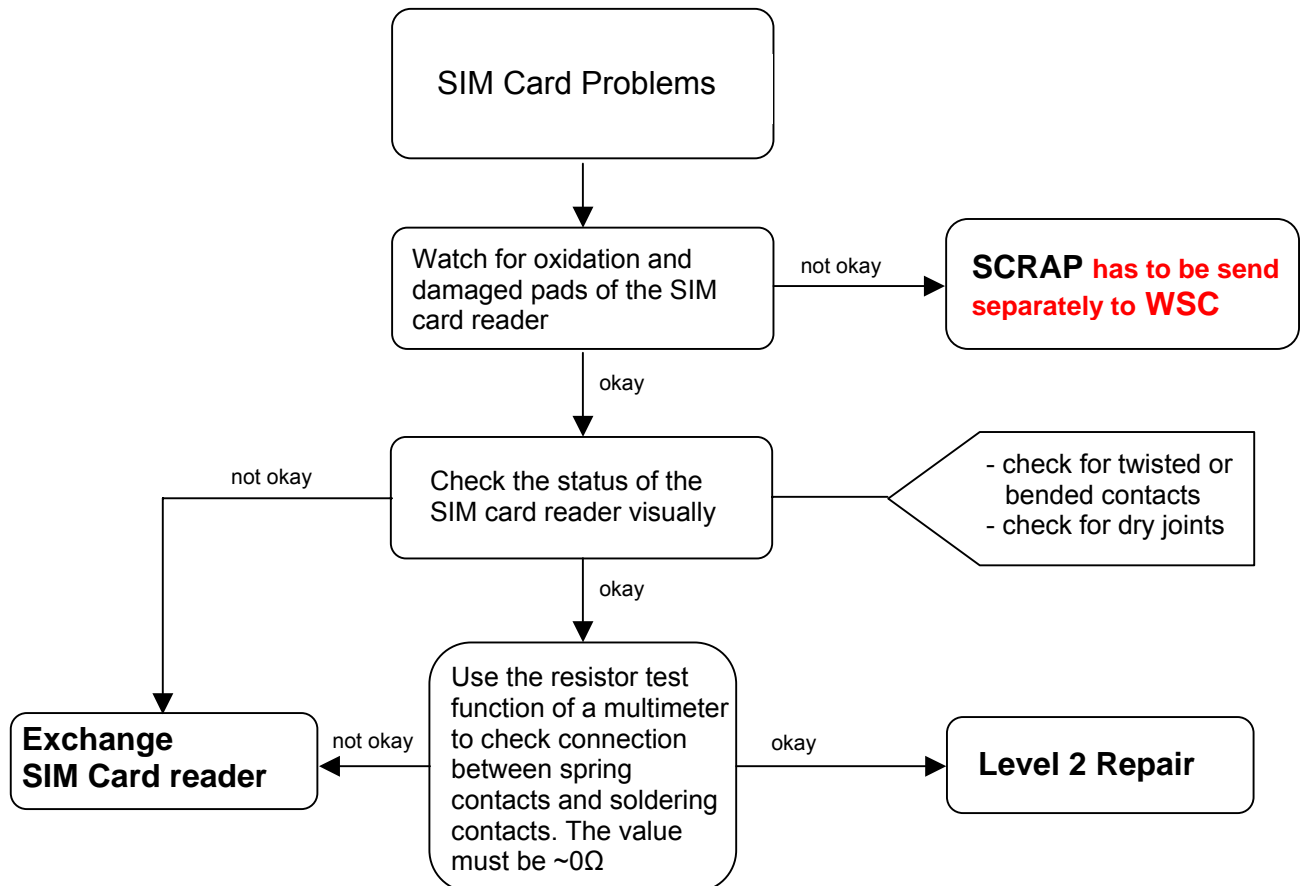 SIM Card Problems
Watch for oxidation and
damaged pads of the SIM
card reader
not okay
SCRAP has to be send
separately to WSC
okay
not okay
Check the status of the
SIM card reader visually
- check for twisted or
bended contacts
- check for dry joints
okay
Exchange
SIM Card reader
not okay
Use the resistor test
function of a multimeter
to check connection
between spring
contacts and soldering
contacts. The value
must be ~0Ω
okay
Level 2 Repair